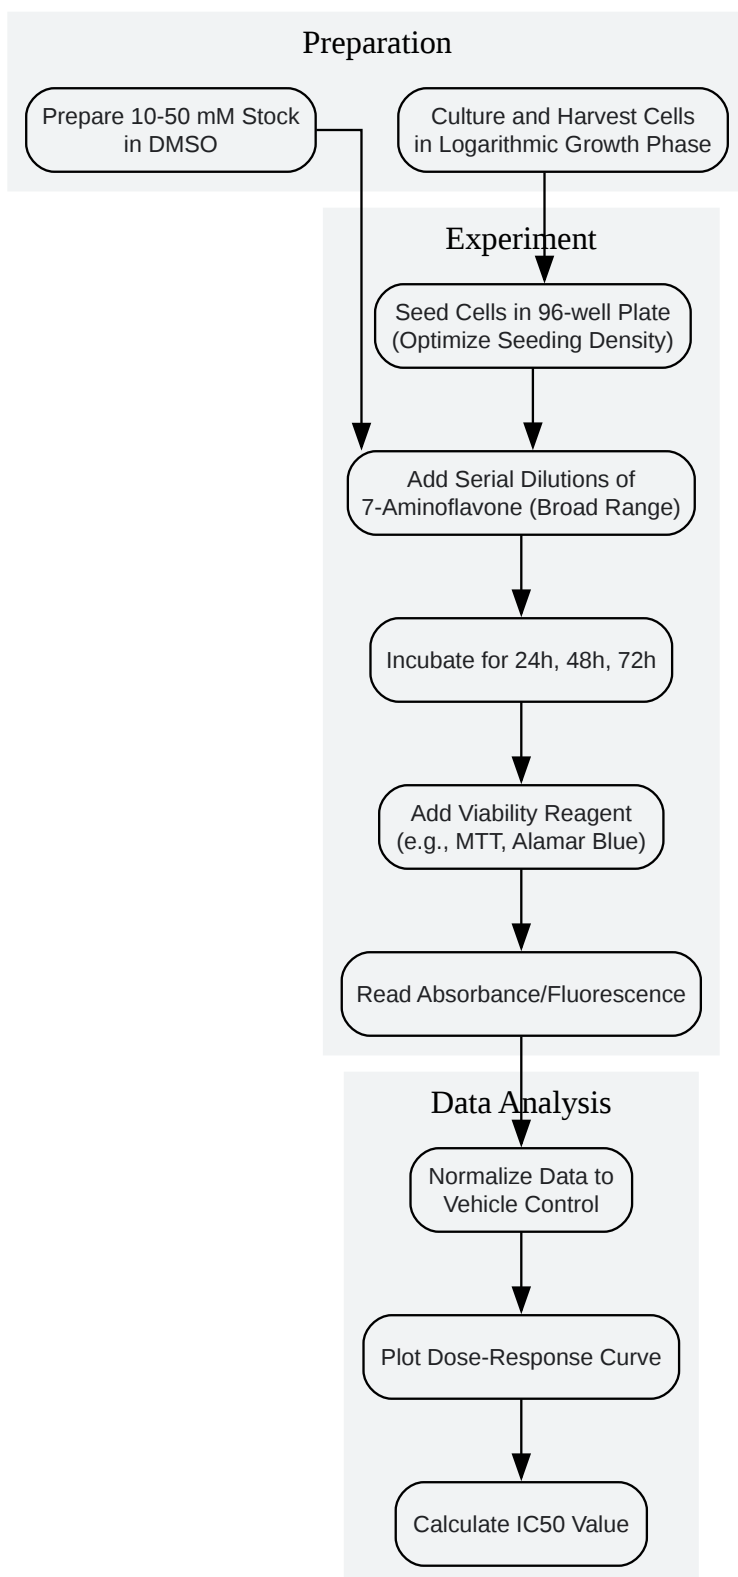 Preparation
Prepare 10-50 mM Stock
in DMSO
Culture and Harvest Cells
in Logarithmic Growth Phase
Experiment
Seed Cells in 96-well Plate
(Optimize Seeding Density)
Add Serial Dilutions of
7-Aminoflavone (Broad Range)
Incubate for 24h, 48h, 72h
Add Viability Reagent
(e.g., MTT, Alamar Blue)
Read Absorbance/Fluorescence
Data Analysis
Normalize Data to
Vehicle Control
Plot Dose-Response Curve
Calculate IC50 Value